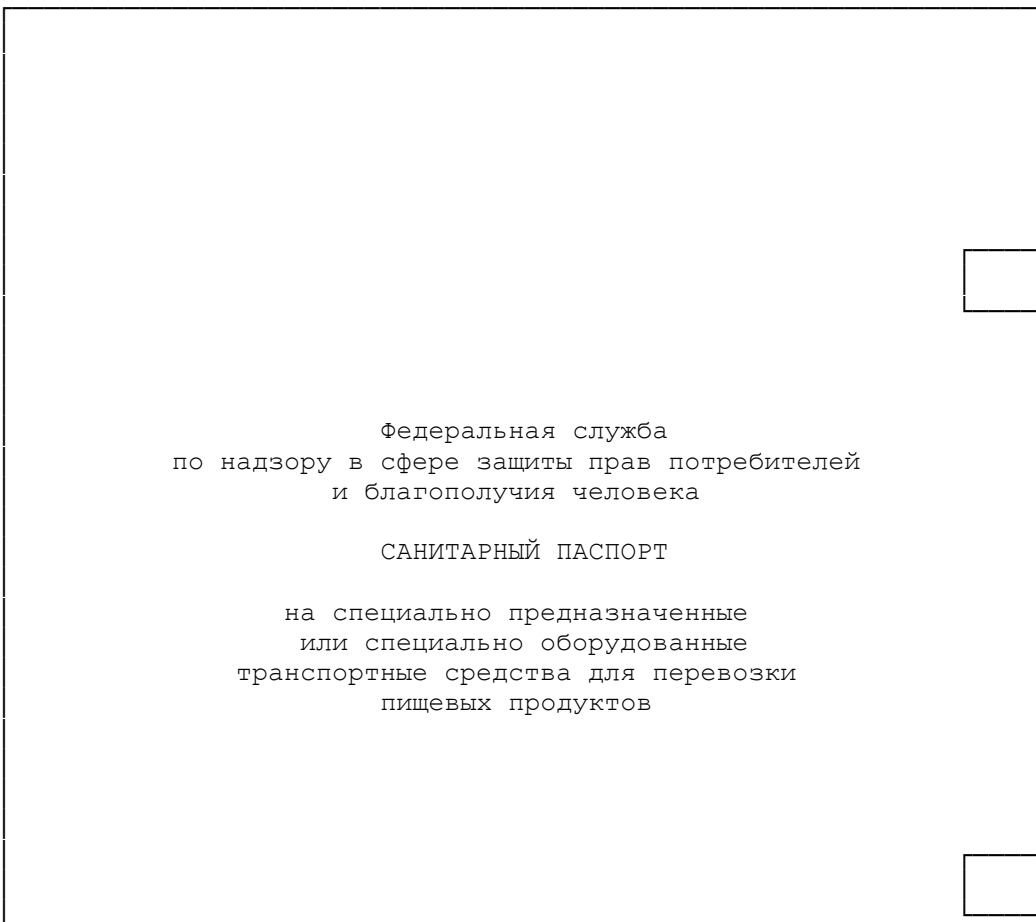 Федеральная служба
по надзору в сфере защиты прав потребителей
и благополучия человека
САНИТАРНЫЙ ПАСПОРТ
на специально предназначенные
или специально оборудованные
транспортные средства для перевозки
пищевых продуктов